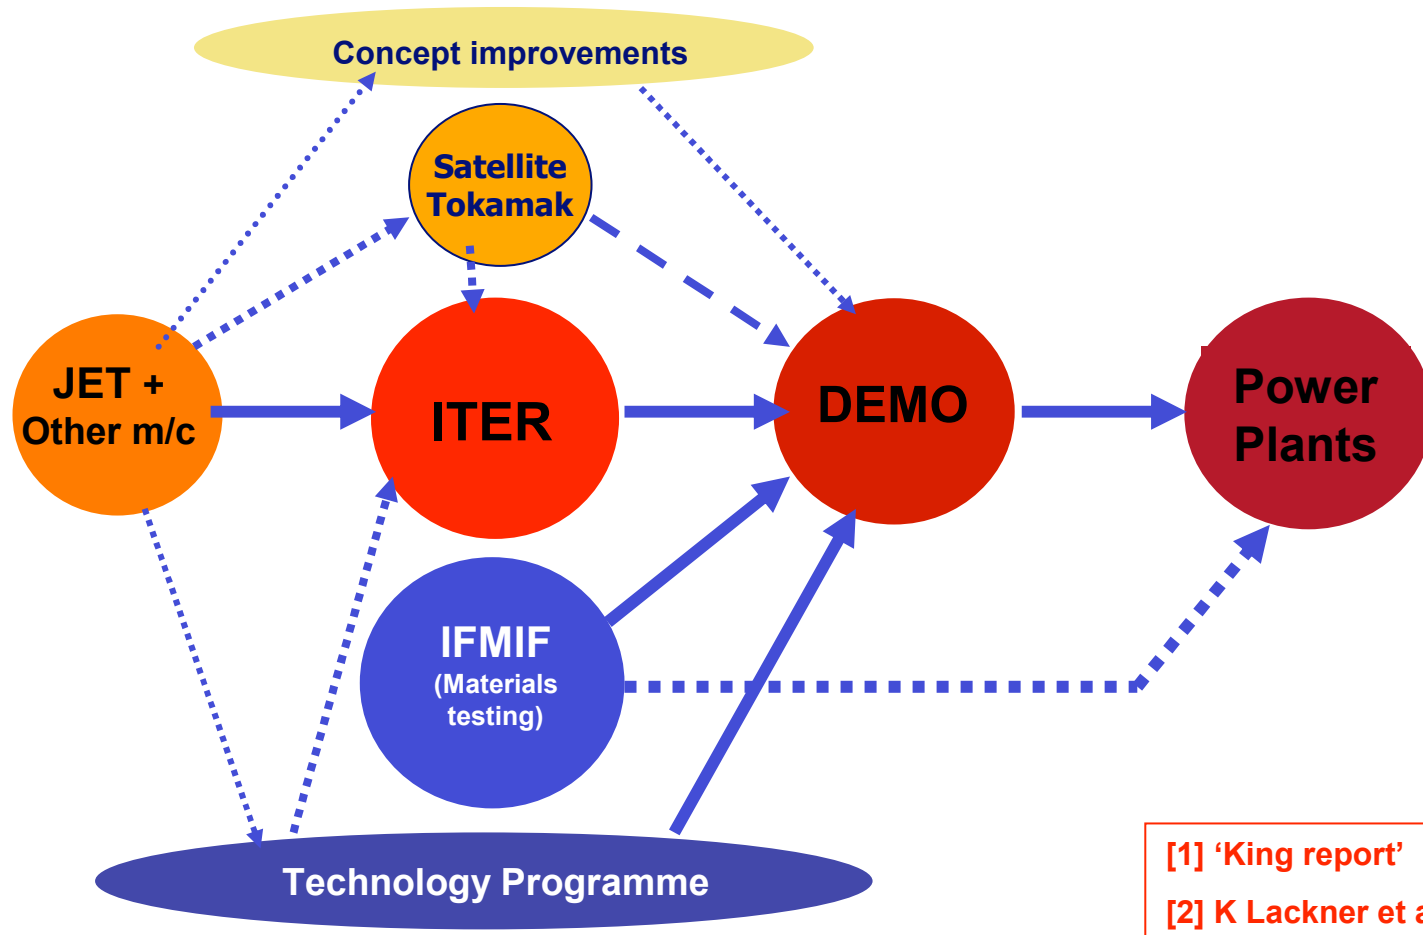 Concept improvements
Satellite
Tokamak
JET +
Other m/c
ITER
DEMO
Power
Plants
IFMIF
(Materials
testing)
Technology Programme
[1] ‘King report’
[2] K Lackner et a